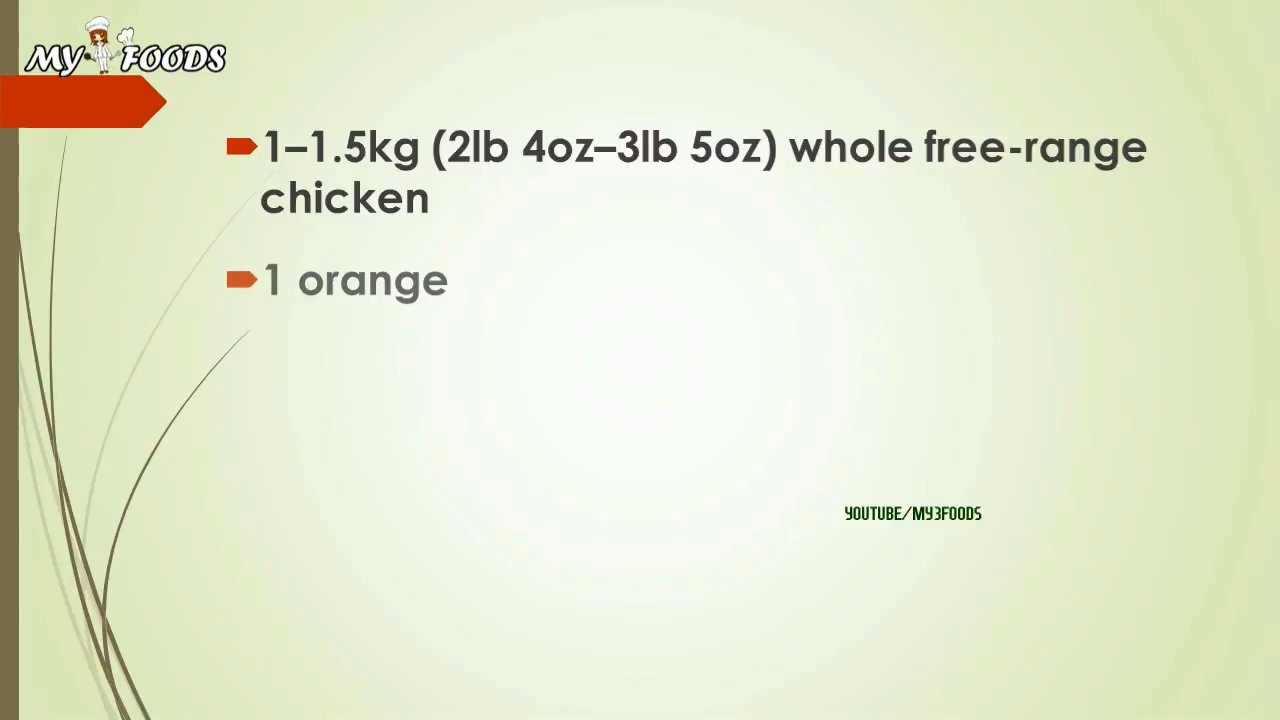 MY FOODS
1–1.5kg (2lb 4oz–3lb 5oz) whole free-range
chicken
1 orange
YOUTUBE/MY3FOODS